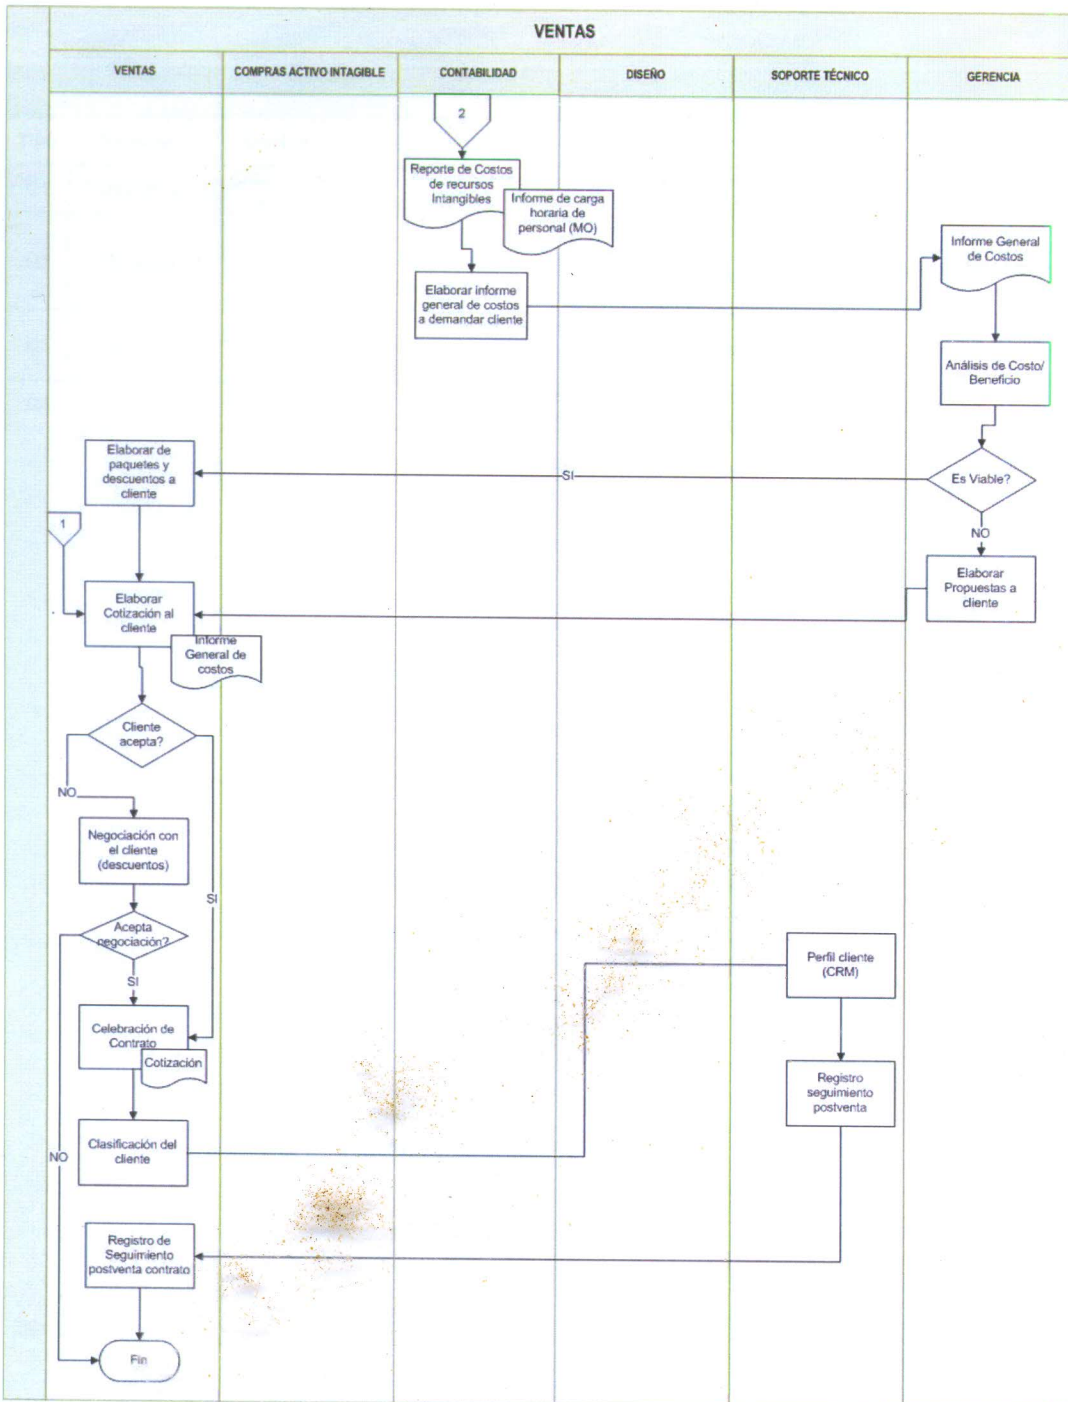 VENTAS
VENTAS
COMPRAS ACTIVO INTAGIBLE
CONTABILIDAD
DISEÑO
SOPORTE TÉCNICO
GERENCIA
2
Reporte de Costos
de recursos
Intangibles
Informe de carga
horaria de
personal (MO)
Informe General
de Costos
Elaborar informe
general de costos
a demandar cliente
Análisis de Costo/
Beneficio
Elaborar de
paquetes y
descuentos a
cliente
SI
Es Viable?
NO
1
Elaborar
Cotización al
cliente
Elaborar
Propuestas a
cliente
Informe
General de
costos
Cliente
acepta?
NO
Negociación con
el cliente
(descuentos)
SI
Acepta
negociación?
SI
Perfil cliente
(CRM)
Celebración de
Contrato
Cotización
Registro
seguimiento
postventa
Clasificación del
cliente
NO
Registro de
Seguimiento
postventa contrato
Fin